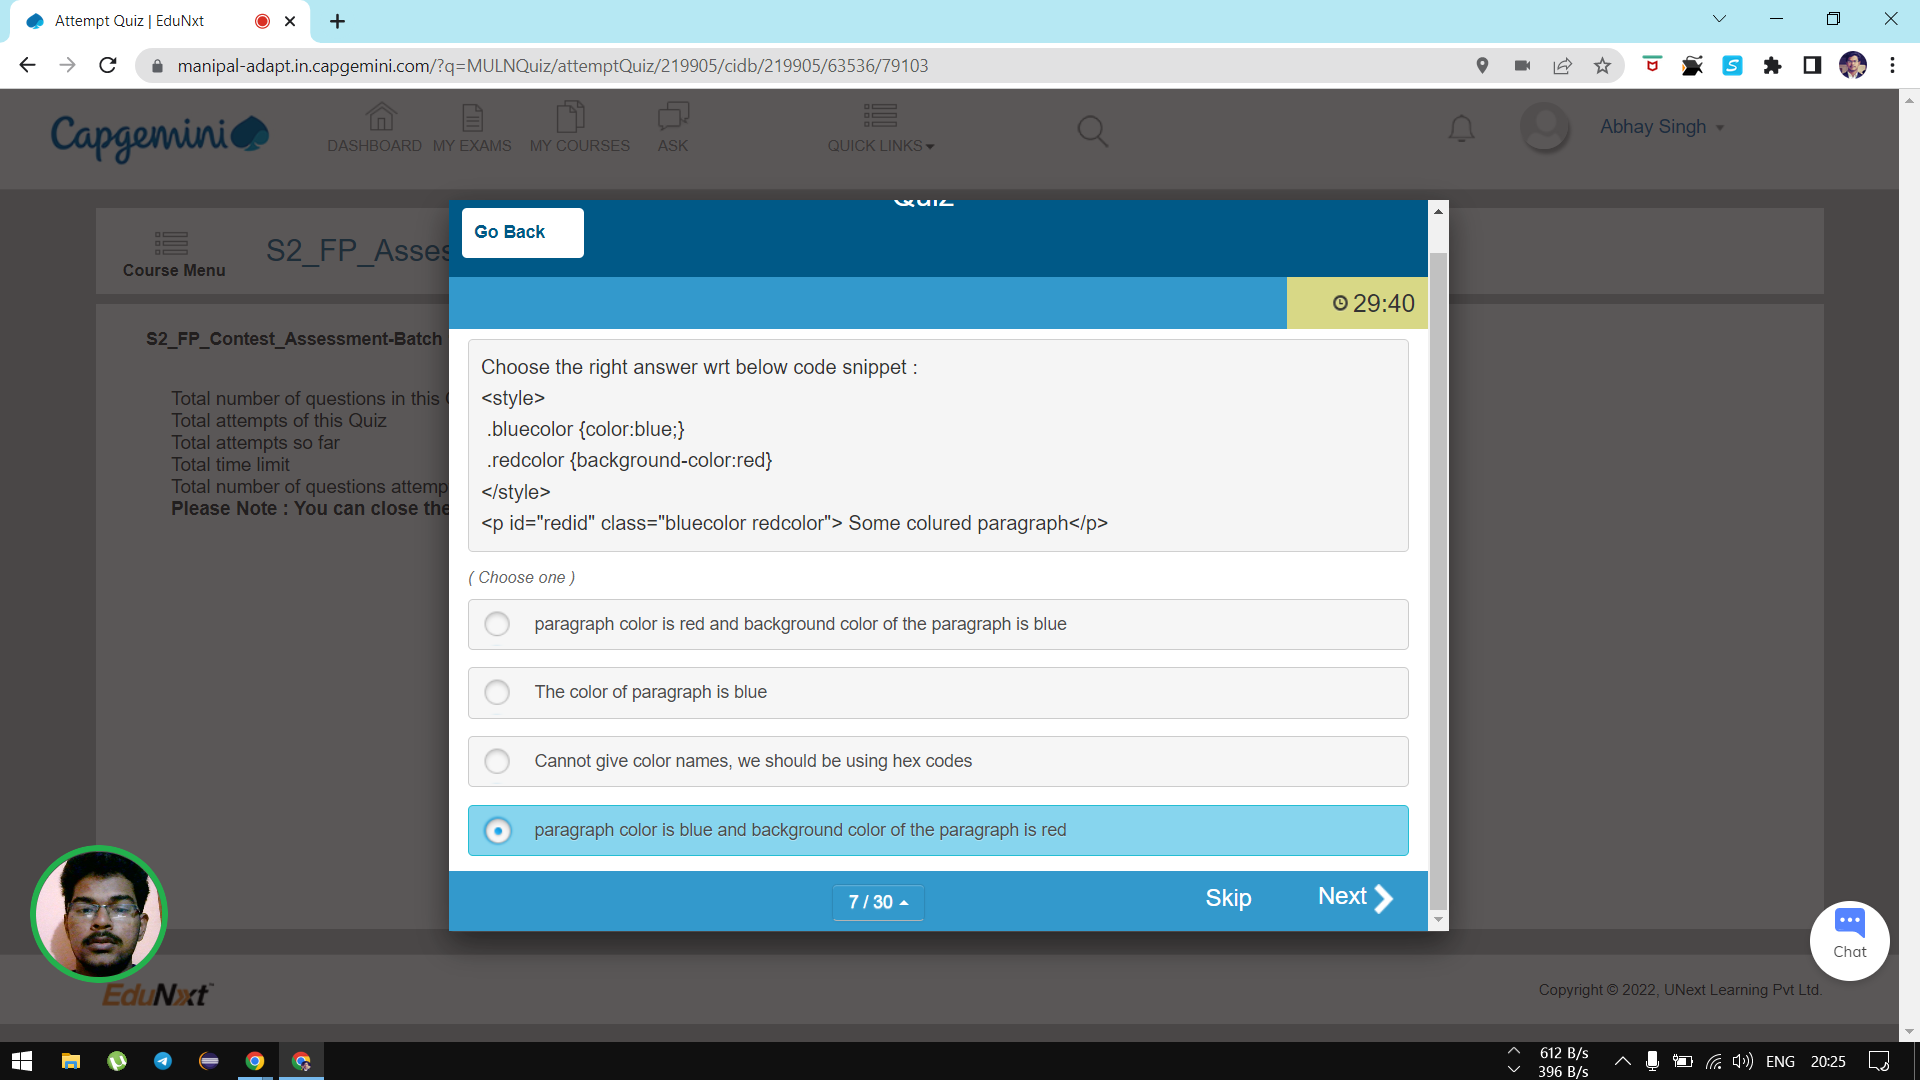 Attempt Quiz | EduNxt
manipal-adapt.in.capgemini.com/?q=MULNQuiz/attemptQuiz/219905/cidb/219905/63536/79103
Capgemini
DASHBOARD
MY EXAMS
MY COURSES
ASK
QUICK LINKS
Abhay Singh
Quiz
Go Back
Course Menu
S2_FP_Asses
29:40
S2_FP_Contest_Assessment-Batch
Total number of questions in this
Total attempts of this Quiz
Total attempts so far
Total time limit
Total number of questions attemp
Please Note : You can close the
Choose the right answer wrt below code snippet :
<style>
.bluecolor {color:blue;}
.redcolor {background-color:red}
</style>
<p id="redid" class="bluecolor redcolor"> Some colured paragraph</p>
( Choose one )
paragraph color is red and background color of the paragraph is blue
The color of paragraph is blue
Cannot give color names, we should be using hex codes
paragraph color is blue and background color of the paragraph is red
7 / 30
Skip
Next
Chat
EduNxt
Copyright © 2022, UNext Learning Pvt Ltd.
612 B/s
396 B/s
ENG
20:25